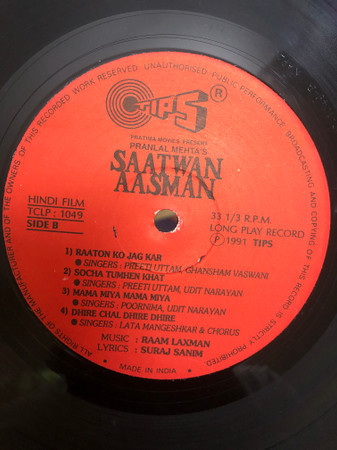 ALL RIGHTS OF THE MANUFACTURER AND OF THE OWNERS OF THIS RECORDED WORK RESERVED. UNAUTHORISED PUBLIC PERFORMANCE BROADCASTING AND COPYING OF THIS RECORD IS STRICTLY PROHIBITED
TIPS ®
PRATIMA MOVIES PRESENT
PRANLAL MEHTA'S
SAATWAN
AASMAN
HINDI FILM
TCLP : 1049
SIDE B
33 1/3 R.P.M.
LONG PLAY RECORD
Ⓟ 1991 TIPS
1) RAATON KO JAG KAR
● SINGERS : PREETI UTTAM, GHANSHAM VASWANI
2) SOCHA TUMHEN KHAT
● SINGERS : PREETI UTTAM, UDIT NARAYAN
3) MAMA MIYA MAMA MIYA
● SINGERS : POORNIMA, UDIT NARAYAN
4) DHIRE CHAL DHIRE DHIRE
● SINGERS : LATA MANGESHKAR & CHORUS
MUSIC : RAAM LAXMAN
LYRICS : SURAJ SANIM
• MADE IN INDIA •